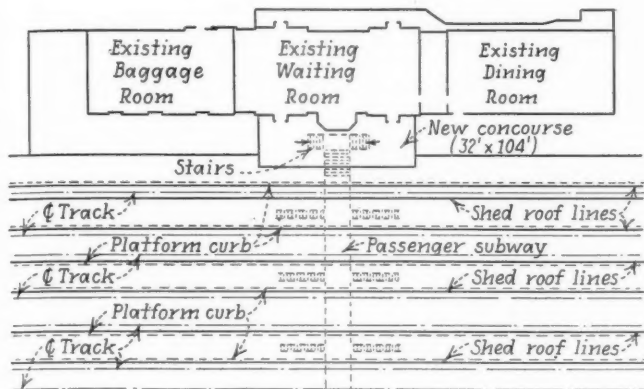 Existing
Baggage
Room
Existing
Waiting
Room
Existing
Dining
Room
New concourse
(32'x104')
Stairs
℄ Track
Shed roof lines
Platform curb
Passenger subway
℄ Track
Shed roof lines
Platform curb
℄ Track
Shed roof lines